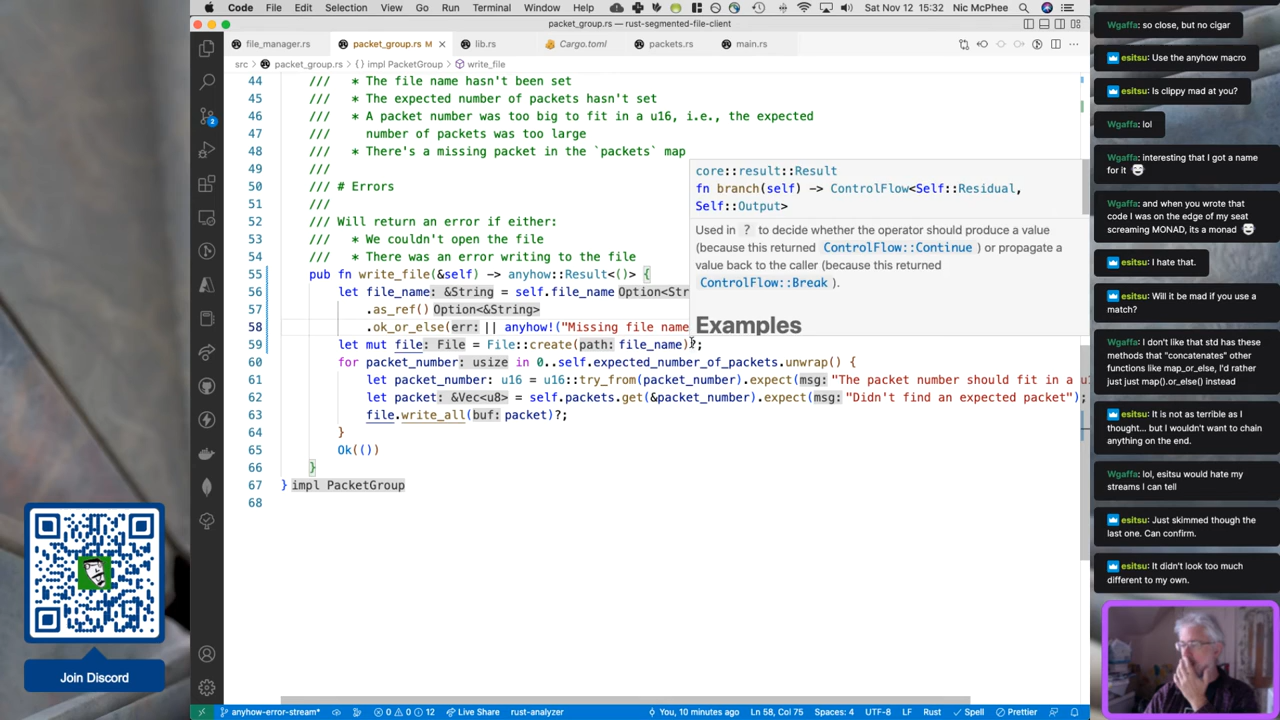 Code File Edit Selection View Go Run Terminal Window Help Sat Nov 12 15:32 Nic McPhee
packet_group.rs — rust-segmented-file-client
file_manager.rs packet_group.rs M × lib.rs Cargo.toml packets.rs main.rs
src > packet_group.rs > {} impl PacketGroup > write_file
44 /// * The file name hasn't been set
45 /// * The expected number of packets hasn't set
46 /// * A packet number was too big to fit in a u16, i.e., the expected
47 /// number of packets was too large
48 /// * There's a missing packet in the `packets` map
49 ///
50 /// # Errors
51 ///
52 /// Will return an error if either:
53 /// * We couldn't open the file
54 /// * There was an error writing to the file
55 pub fn write_file(&self) -> anyhow::Result<()> {
56 let file_name: &String = self.file_name Option<Str
57 .as_ref() Option<&String>
58 .ok_or_else(err: || anyhow!("Missing file name
59 let mut file: File = File::create(path: file_name)?;
60 for packet_number: usize in 0..self.expected_number_of_packets.unwrap() {
61 let packet_number: u16 = u16::try_from(packet_number).expect(msg: "The packet number should fit in a u1
62 let packet: &Vec<u8> = self.packets.get(&packet_number).expect(msg: "Didn't find an expected packet");
63 file.write_all(buf: packet)?;
64 }
65 Ok(())
66 }
67 } impl PacketGroup
68
core::result::Result
fn branch(self) -> ControlFlow<Self::Residual,
Self::Output>
Used in ? to decide whether the operator should produce a value
(because this returned ControlFlow::Continue ) or propagate a
value back to the caller (because this returned
ControlFlow::Break ).
Examples
2
anyhow-error-stream* 0 0 12 Live Share rust-analyzer You, 10 minutes ago Ln 58, Col 75 Spaces: 4 UTF-8 LF Rust Spell Prettier
Join Discord
Wgaffa: so close, but no cigar
esitsu: Use the anyhow macro
esitsu: Is clippy mad at you?
Wgaffa: lol
Wgaffa: interesting that I got a name
for it
Wgaffa: and when you wrote that
code I was on the edge of my seat
screaming MONAD, its a monad
esitsu: I hate that.
esitsu: Will it be mad if you use a
match?
Wgaffa: I don't like that std has these
methods that "concatenates" other
functions like map_or_else, I'd rather
just just map().or_else() instead
esitsu: It is not as terrible as I
thought... but I wouldn't want to chain
anything on the end.
Wgaffa: lol, esitsu would hate my
streams I can tell
esitsu: Just skimmed though the
last one. Can confirm.
esitsu: It didn't look too much
different to my own.